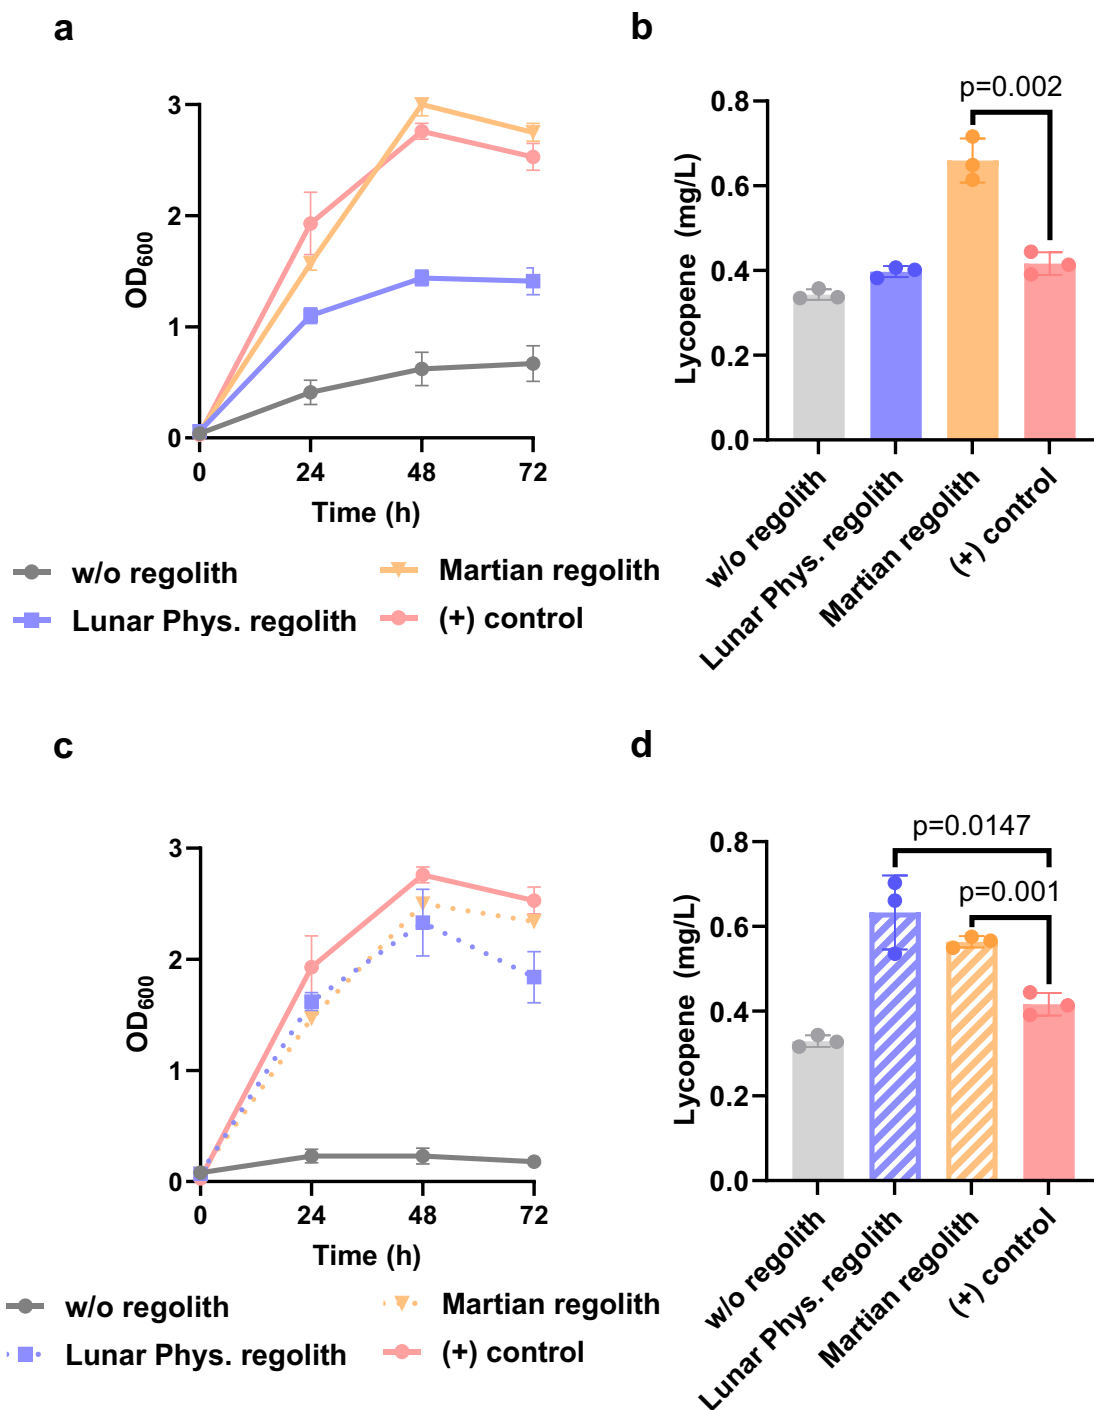 a
b
3
2
1
0
OD600
0 24 48 72
Time (h)
w/o regolith
Martian regolith
Lunar Phys. regolith
(+) control
p=0.002
0.8
0.6
0.4
0.2
0.0
Lycopene (mg/L)
w/o regolith
Lunar Phys. regolith
Martian regolith
(+) control
c
d
3
2
1
0
OD600
0 24 48 72
Time (h)
w/o regolith
Martian regolith
Lunar Phys. regolith
(+) control
p=0.0147
p=0.001
0.8
0.6
0.4
0.2
0.0
Lycopene (mg/L)
w/o regolith
Lunar Phys. regolith
Martian regolith
(+) control